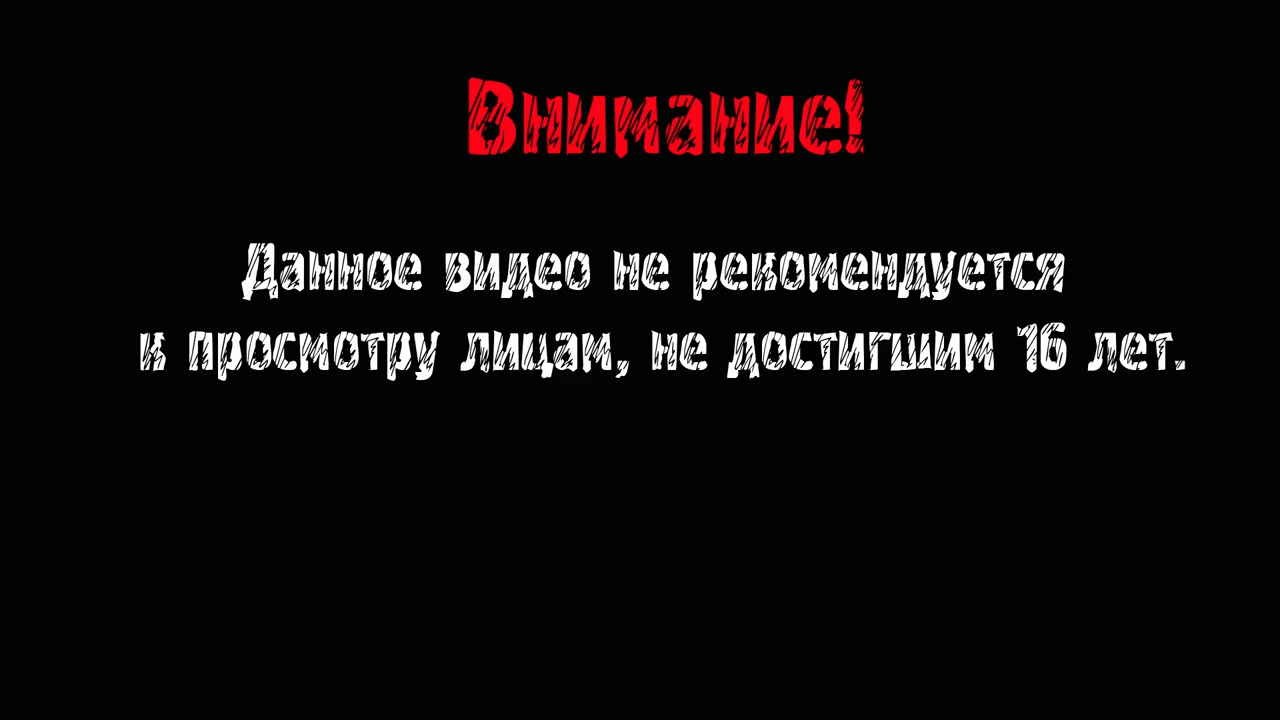 Внимание!
Данное видео не рекомендуется
к просмотру лицам, не достигшим 16 лет.